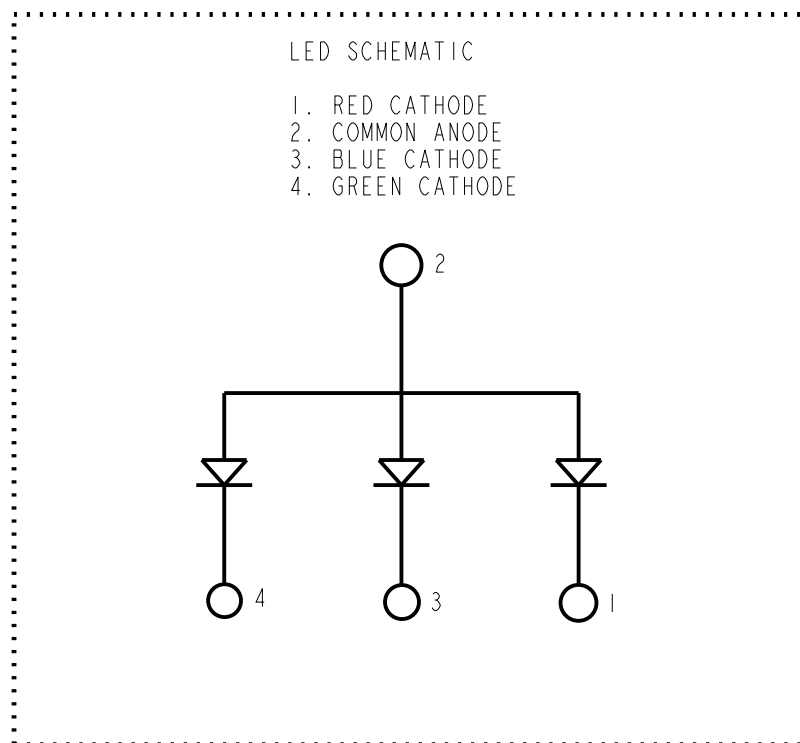 LED SCHEMATIC
1. RED CATHODE
2. COMMON ANODE
3. BLUE CATHODE
4. GREEN CATHODE
2
4
3
1